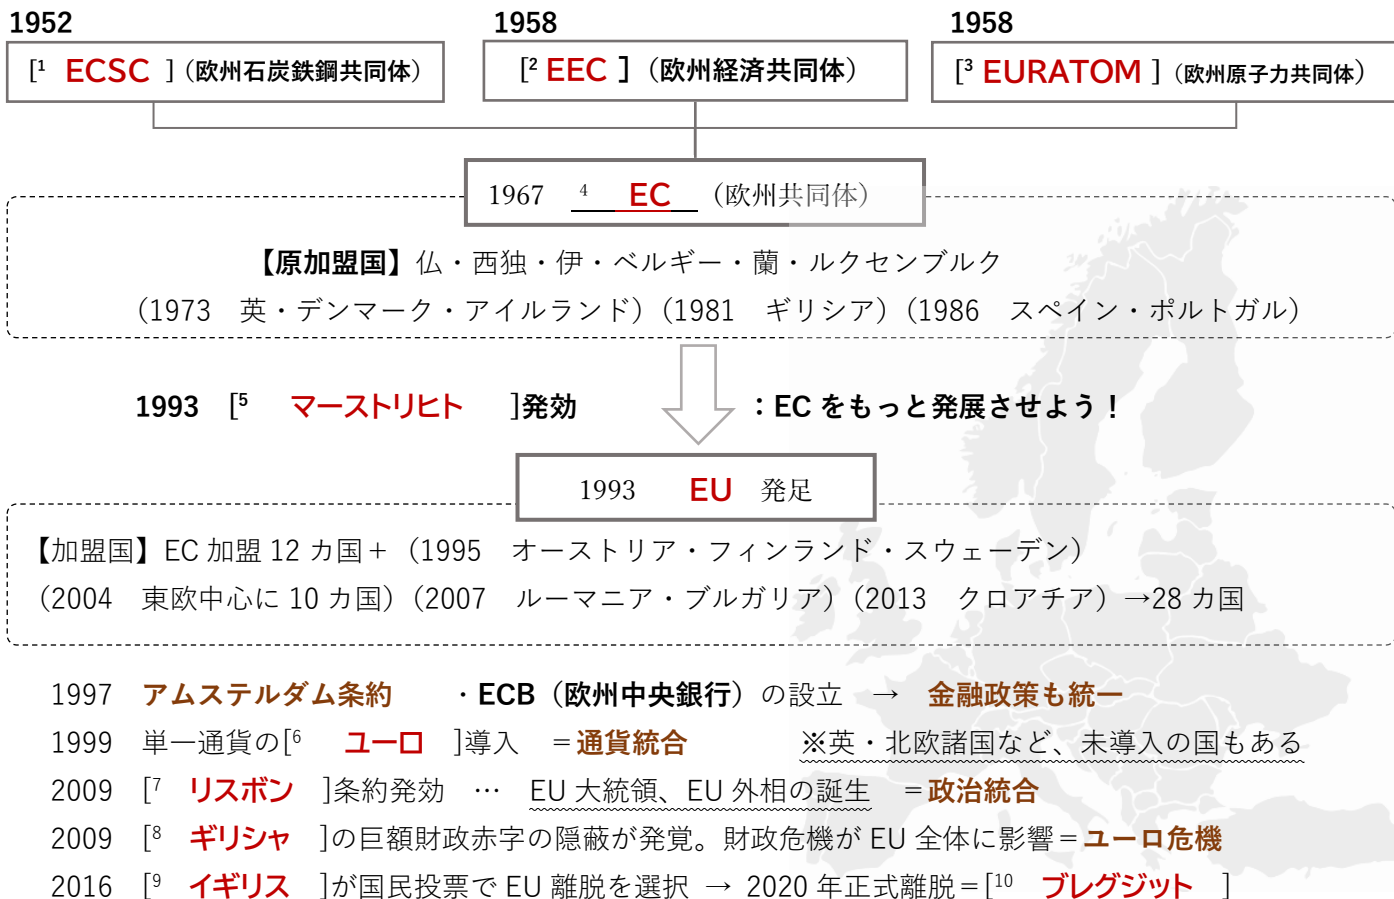 1952 1958 1958
[¹ ECSC ]（欧州石炭鉄鋼共同体） [² EEC ]（欧州経済共同体） [³ EURATOM ]（欧州原子力共同体）
1967 ⁴ EC （欧州共同体）
【原加盟国】仏・西独・伊・ベルギー・蘭・ルクセンブルク
（1973 英・デンマーク・アイルランド）（1981 ギリシア）（1986 スペイン・ポルトガル）
1993 [⁵ マーストリヒト ]発効 ：EC をもっと発展させよう！
1993 EU 発足
【加盟国】EC 加盟 12 カ国＋（1995 オーストリア・フィンランド・スウェーデン）
（2004 東欧中心に 10 カ国）（2007 ルーマニア・ブルガリア）（2013 クロアチア）→28 カ国
1997 アムステルダム条約 ・ECB（欧州中央銀行）の設立 → 金融政策も統一
1999 単一通貨の[⁶ ユーロ ]導入 ＝通貨統合 ※英・北欧諸国など、未導入の国もある
2009 [⁷ リスボン ]条約発効 … EU 大統領、EU 外相の誕生 ＝政治統合
2009 [⁸ ギリシャ ]の巨額財政赤字の隠蔽が発覚。財政危機が EU 全体に影響＝ユーロ危機
2016 [⁹ イギリス ]が国民投票で EU 離脱を選択 → 2020 年正式離脱＝[¹⁰ ブレグジット ]